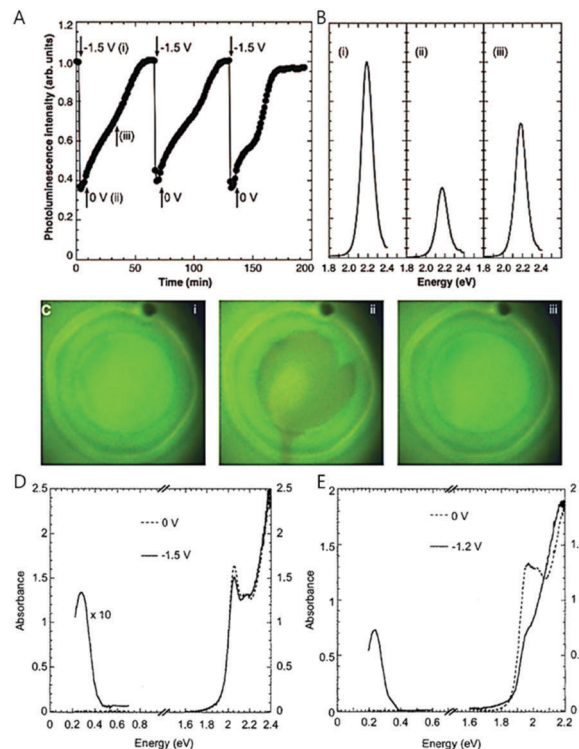 A
B
-1.5 V (i)
-1.5 V
-1.5 V
(i)
(ii)
(iii)
Photoluminescence Intensity (arb. units)
1.0
0.8
0.6
0.4
0.2
0
(iii)
0 V (ii)
0 V
0 V
0 50 100 150 200
Time (min)
1.8 2.0 2.2 2.4 1.8 2.0 2.2 2.4 1.8 2.0 2.2 2.4
Energy (eV)
C
i
ii
iii
D
E
2.5
2
1.5
1
0.5
0
0 V
-1.5 V
x 10
2.5
2.0
1.5
1.0
0.5
0
Absorbance
0 0.2 0.4 0.6 0.8 1.6 1.8 2 2.2 2.4
Energy (eV)
2
1.5
1
0.5
0
0 V
-1.2 V
2
1.
1
0.
0
Absorbance
0 0.2 0.4 0.6 0.8 1.6 1.8 2 2.2
Energy (eV)